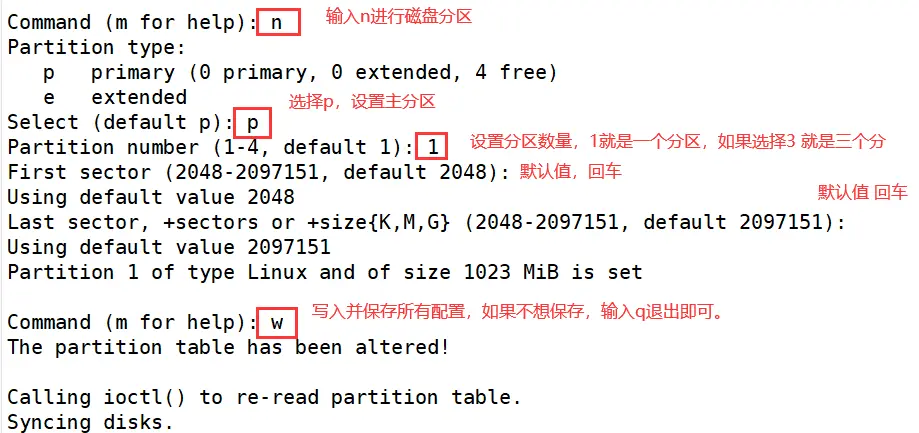 Command (m for help): n 输入n进行磁盘分区
Partition type:
p primary (0 primary, 0 extended, 4 free)
e extended
选择p，设置主分区
Select (default p): p
Partition number (1-4, default 1): 1 设置分区数量，1就是一个分区，如果选择3 就是三个分
First sector (2048-2097151, default 2048): 默认值，回车
Using default value 2048 默认值 回车
Last sector, +sectors or +size{K,M,G} (2048-2097151, default 2097151):
Using default value 2097151
Partition 1 of type Linux and of size 1023 MiB is set
Command (m for help): w 写入并保存所有配置，如果不想保存，输入q退出即可。
The partition table has been altered!
Calling ioctl() to re-read partition table.
Syncing disks.